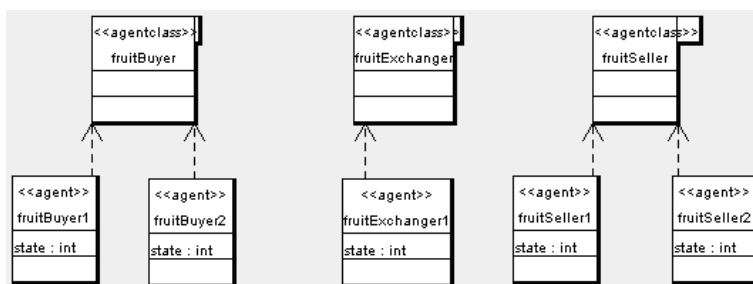 <<agentclass>>
fruitBuyer
<<agentclass>>
fruitExchanger
<<agentclass>>
fruitSeller
<<agent>>
fruitBuyer1
state : int
<<agent>>
fruitBuyer2
state : int
<<agent>>
fruitExchanger1
state : int
<<agent>>
fruitSeller1
state : int
<<agent>>
fruitSeller2
state : int